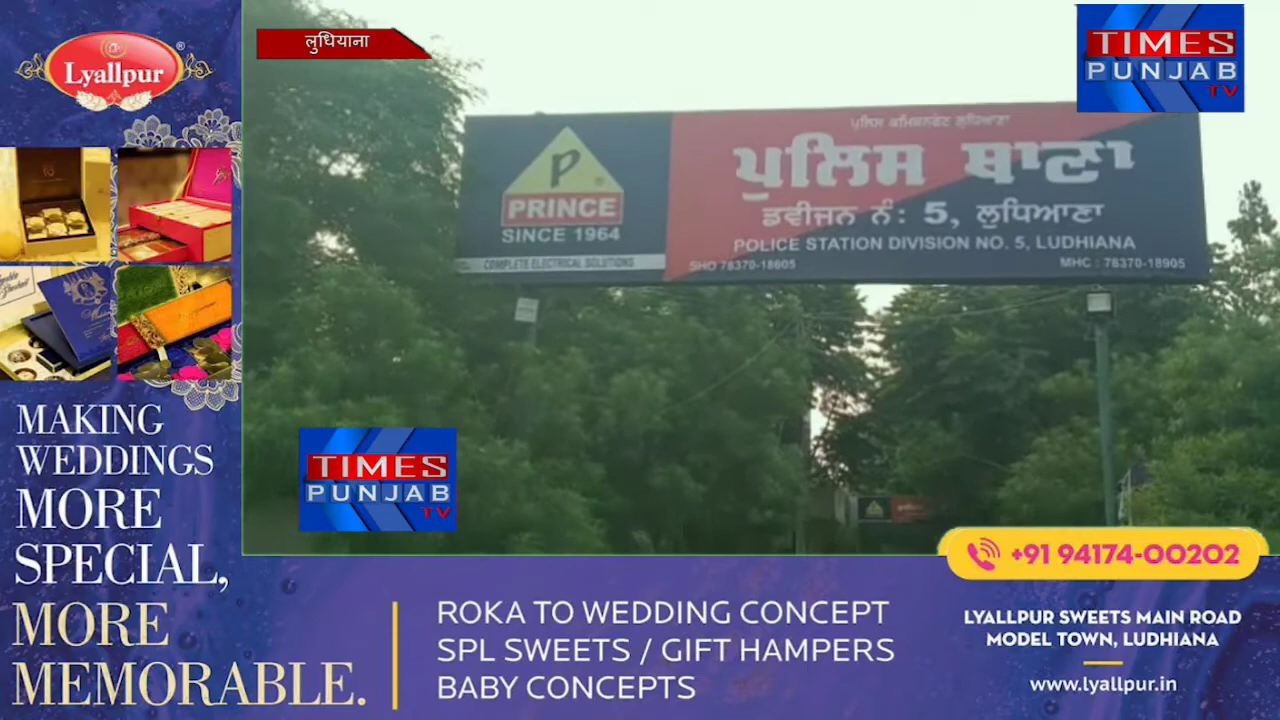 Lyallpur
लुधियाना
TIMES
PUNJAB
TV
ਪੁਲਿਸ ਕਮਿਸ਼ਨਰੇਟ ਲੁਧਿਆਣਾ
ਪੁਲਿਸ ਥਾਣਾ
ਡਵੀਜਨ ਨੰ: 5, ਲੁਧਿਆਣਾ
POLICE STATION DIVISION NO. 5, LUDHIANA
SHO 78370-18605
MHC : 78370-18905
P
PRINCE
SINCE 1964
COMPLETE ELECTRICAL SOLUTIONS
TIMES
PUNJAB
TV
MAKING
WEDDINGS
MORE
SPECIAL,
MORE
MEMORABLE.
ROKA TO WEDDING CONCEPT
SPL SWEETS / GIFT HAMPERS
BABY CONCEPTS
+91 94174-00202
LYALLPUR SWEETS MAIN ROAD
MODEL TOWN, LUDHIANA
www.lyallpur.in